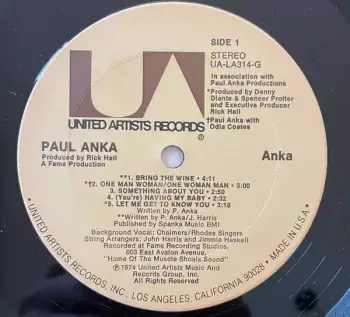 SIDE 1
STEREO
UA-LA314-G
In association with
Paul Anka Productions
*Produced by Denny
Diante & Spencer Proffer
and Executive Producer
Rick Hall
†Paul Anka with
Odia Coates
UA
UNITED ARTISTS RECORDS
PAUL ANKA
Produced by Rick Hall
A Fame Production
Anka
**1. BRING THE WINE • 4:11
*†2. ONE MAN WOMAN/ONE WOMAN MAN • 3:00
3. SOMETHING ABOUT YOU • 2:50
4. (You're) HAVING MY BABY • 2:32
*5. LET ME GET TO KNOW YOU • 3:18
Written by P. Anka
**Written by P. Anka/J. Harris
Published by Spanka Music BMI
Background Vocal: Chalmers/Rhodes Singers
String Arrangers: John Harris and Jimmie Haskell
Recorded at Fame Recording Studios
603 East Avalon Avenue,
"Home Of The Muscle Shoals Sound"
℗1974 United Artists Music And
Records Group, Inc.
All Rights Reserved
• UNITED ARTISTS RECORDS, INC., LOS ANGELES, CALIFORNIA 90028 • MADE IN U.S.A. •